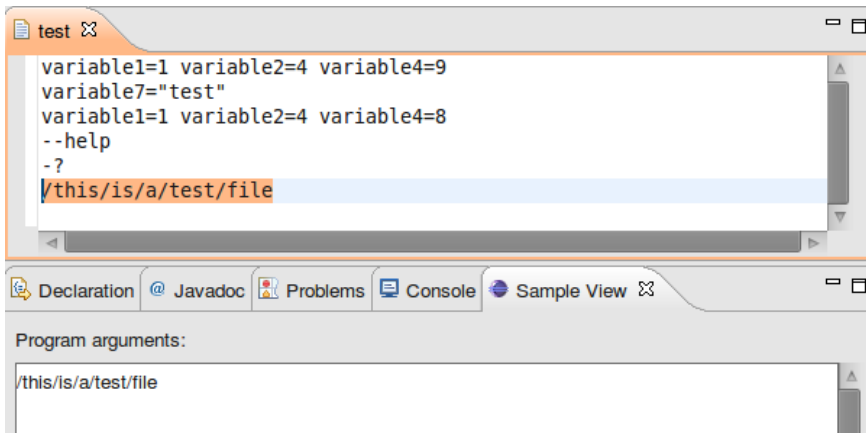 test
variable1=1 variable2=4 variable4=9
variable7="test"
variable1=1 variable2=4 variable4=8
--help
-?
/this/is/a/test/file
Declaration @ Javadoc Problems Console Sample View
Program arguments:
/this/is/a/test/file